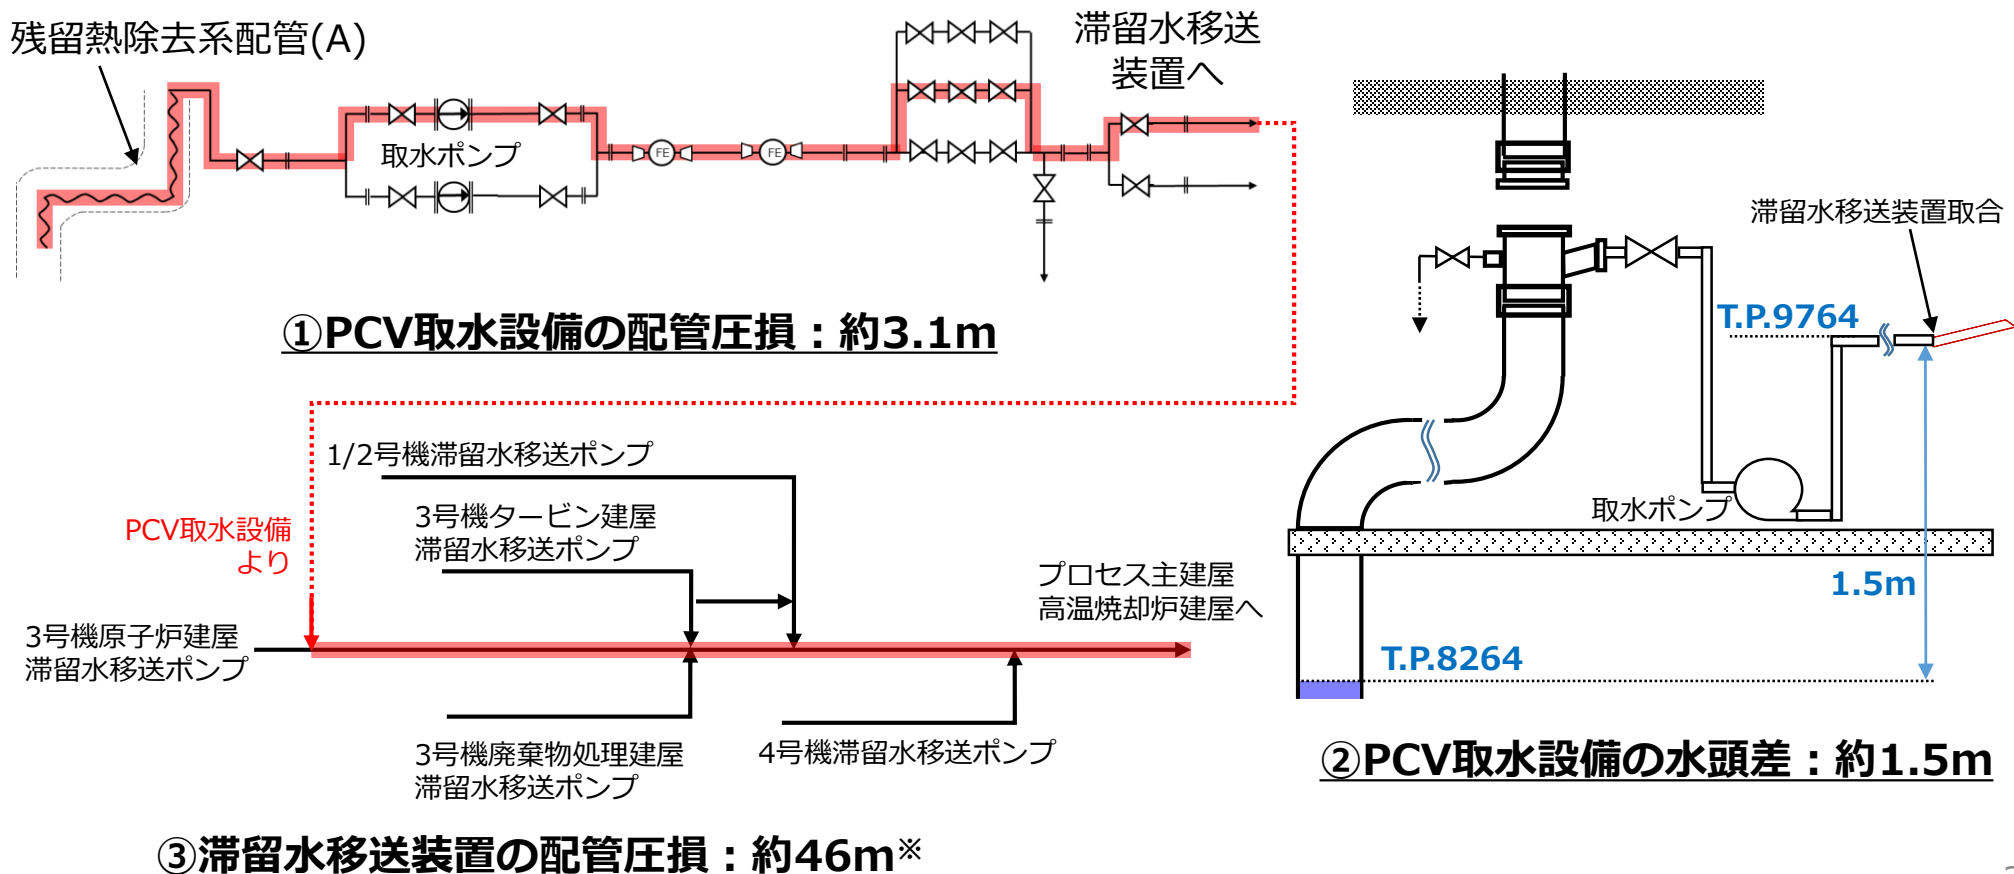 残留熱除去系配管(A)
滞留水移送
装置へ
取水ポンプ
FE
FE
①PCV取水設備の配管圧損：約3.1m
滞留水移送装置取合
T.P.9764
取水ポンプ
1.5m
T.P.8264
②PCV取水設備の水頭差：約1.5m
1/2号機滞留水移送ポンプ
3号機タービン建屋
滞留水移送ポンプ
PCV取水設備
より
プロセス主建屋
高温焼却炉建屋へ
3号機原子炉建屋
滞留水移送ポンプ
3号機廃棄物処理建屋
滞留水移送ポンプ
4号機滞留水移送ポンプ
③滞留水移送装置の配管圧損：約46m※